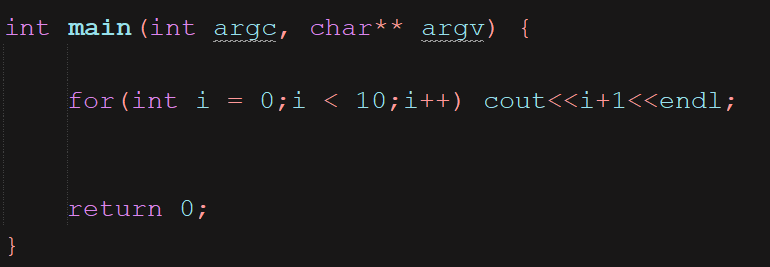 int main(int argc, char** argv) {
for(int i = 0;i < 10;i++) cout<<i+1<<endl;
return 0;
}